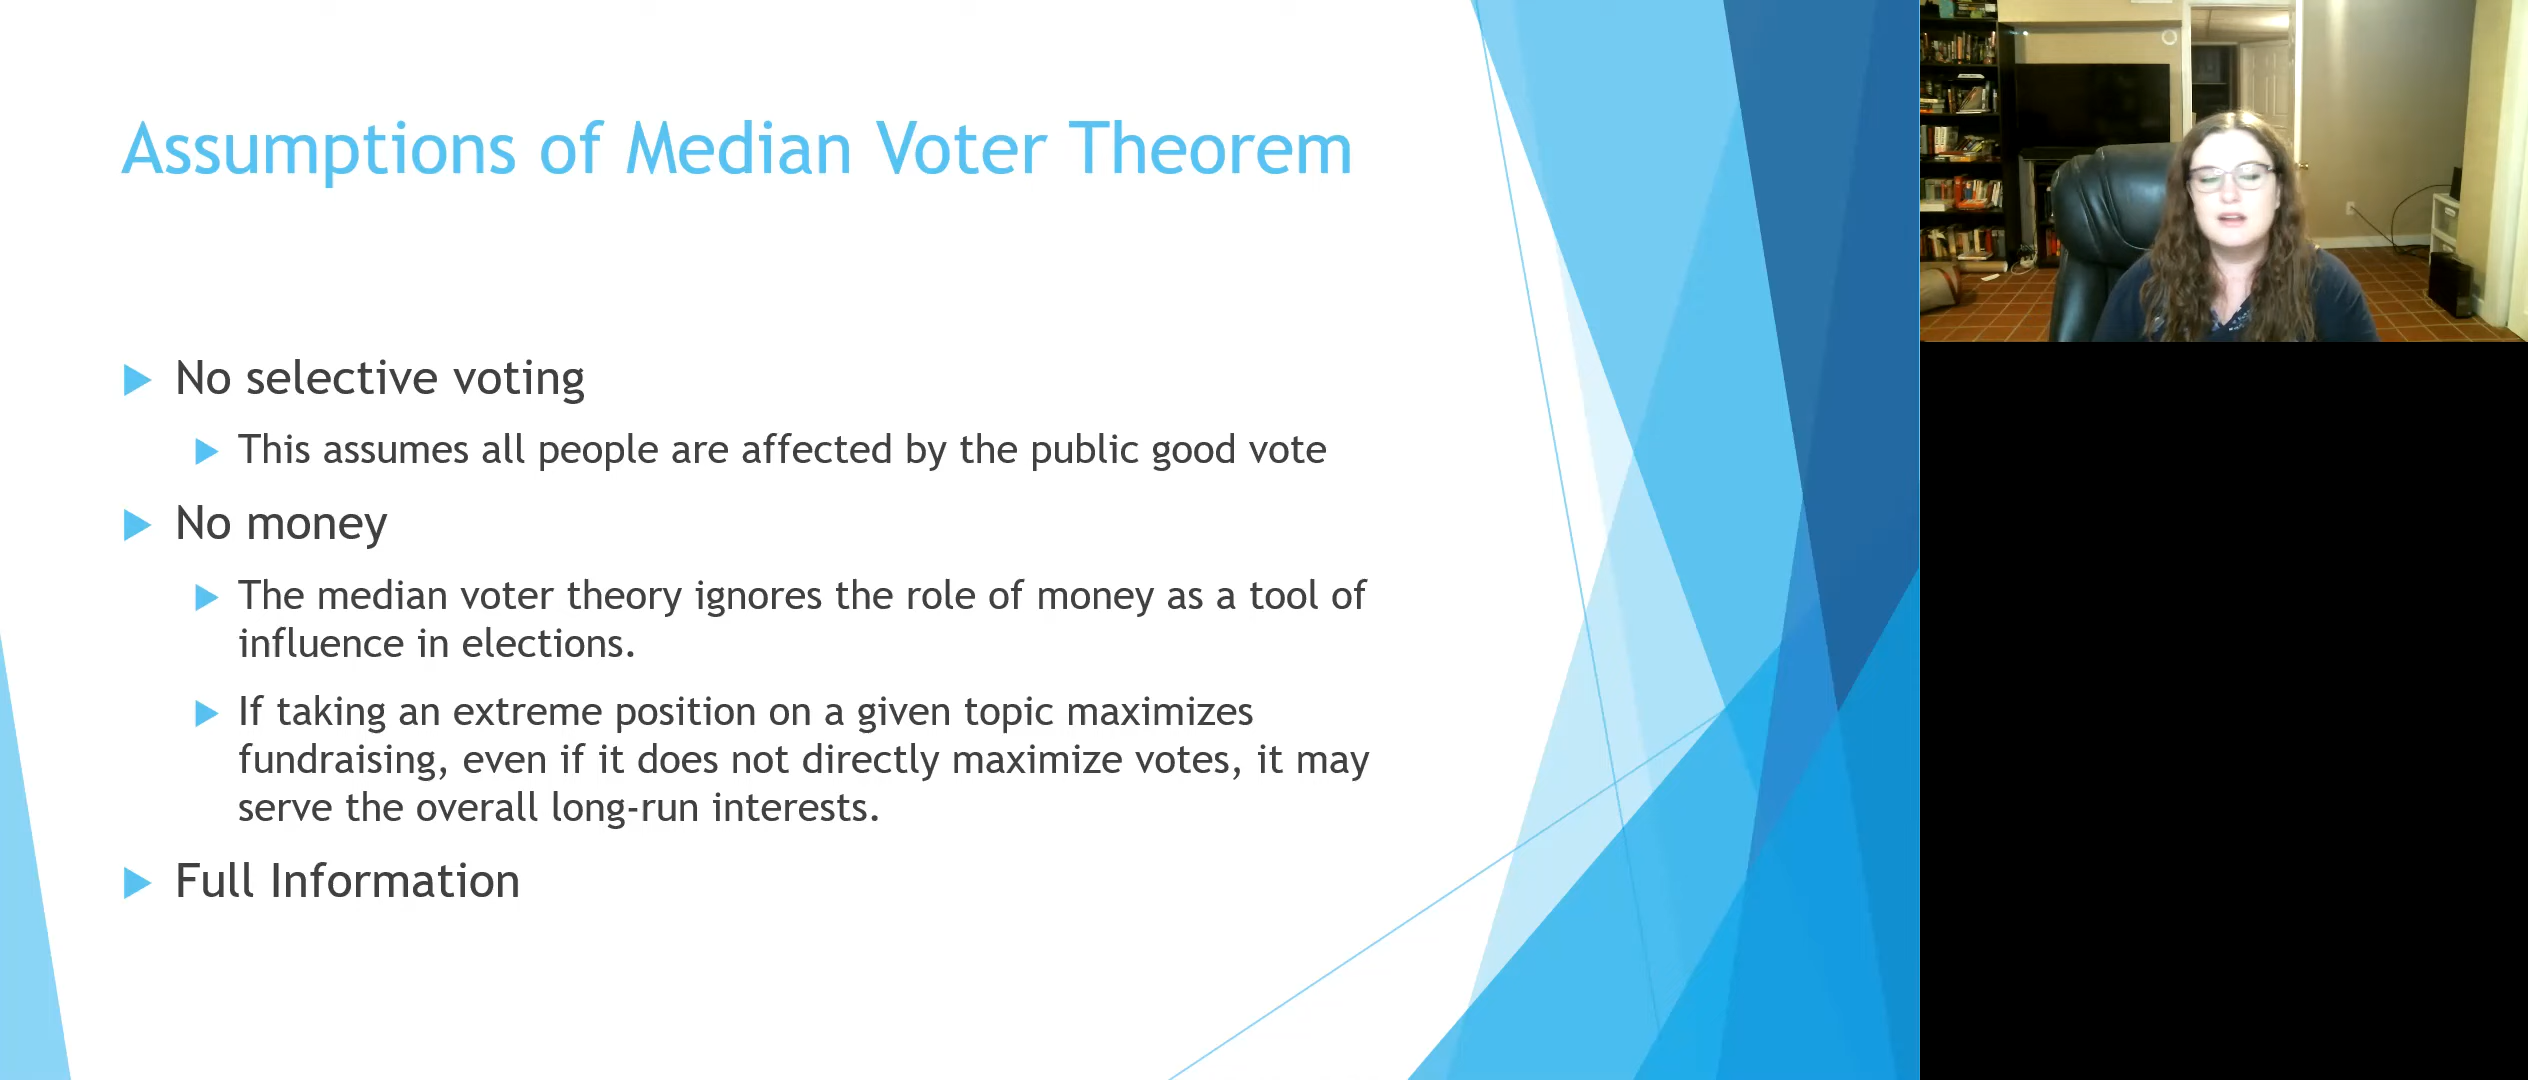 Assumptions of Median Voter Theorem
No selective voting
This assumes all people are affected by the public good vote
No money
The median voter theory ignores the role of money as a tool of
influence in elections.
If taking an extreme position on a given topic maximizes
fundraising, even if it does not directly maximize votes, it may
serve the overall long-run interests.
Full Information